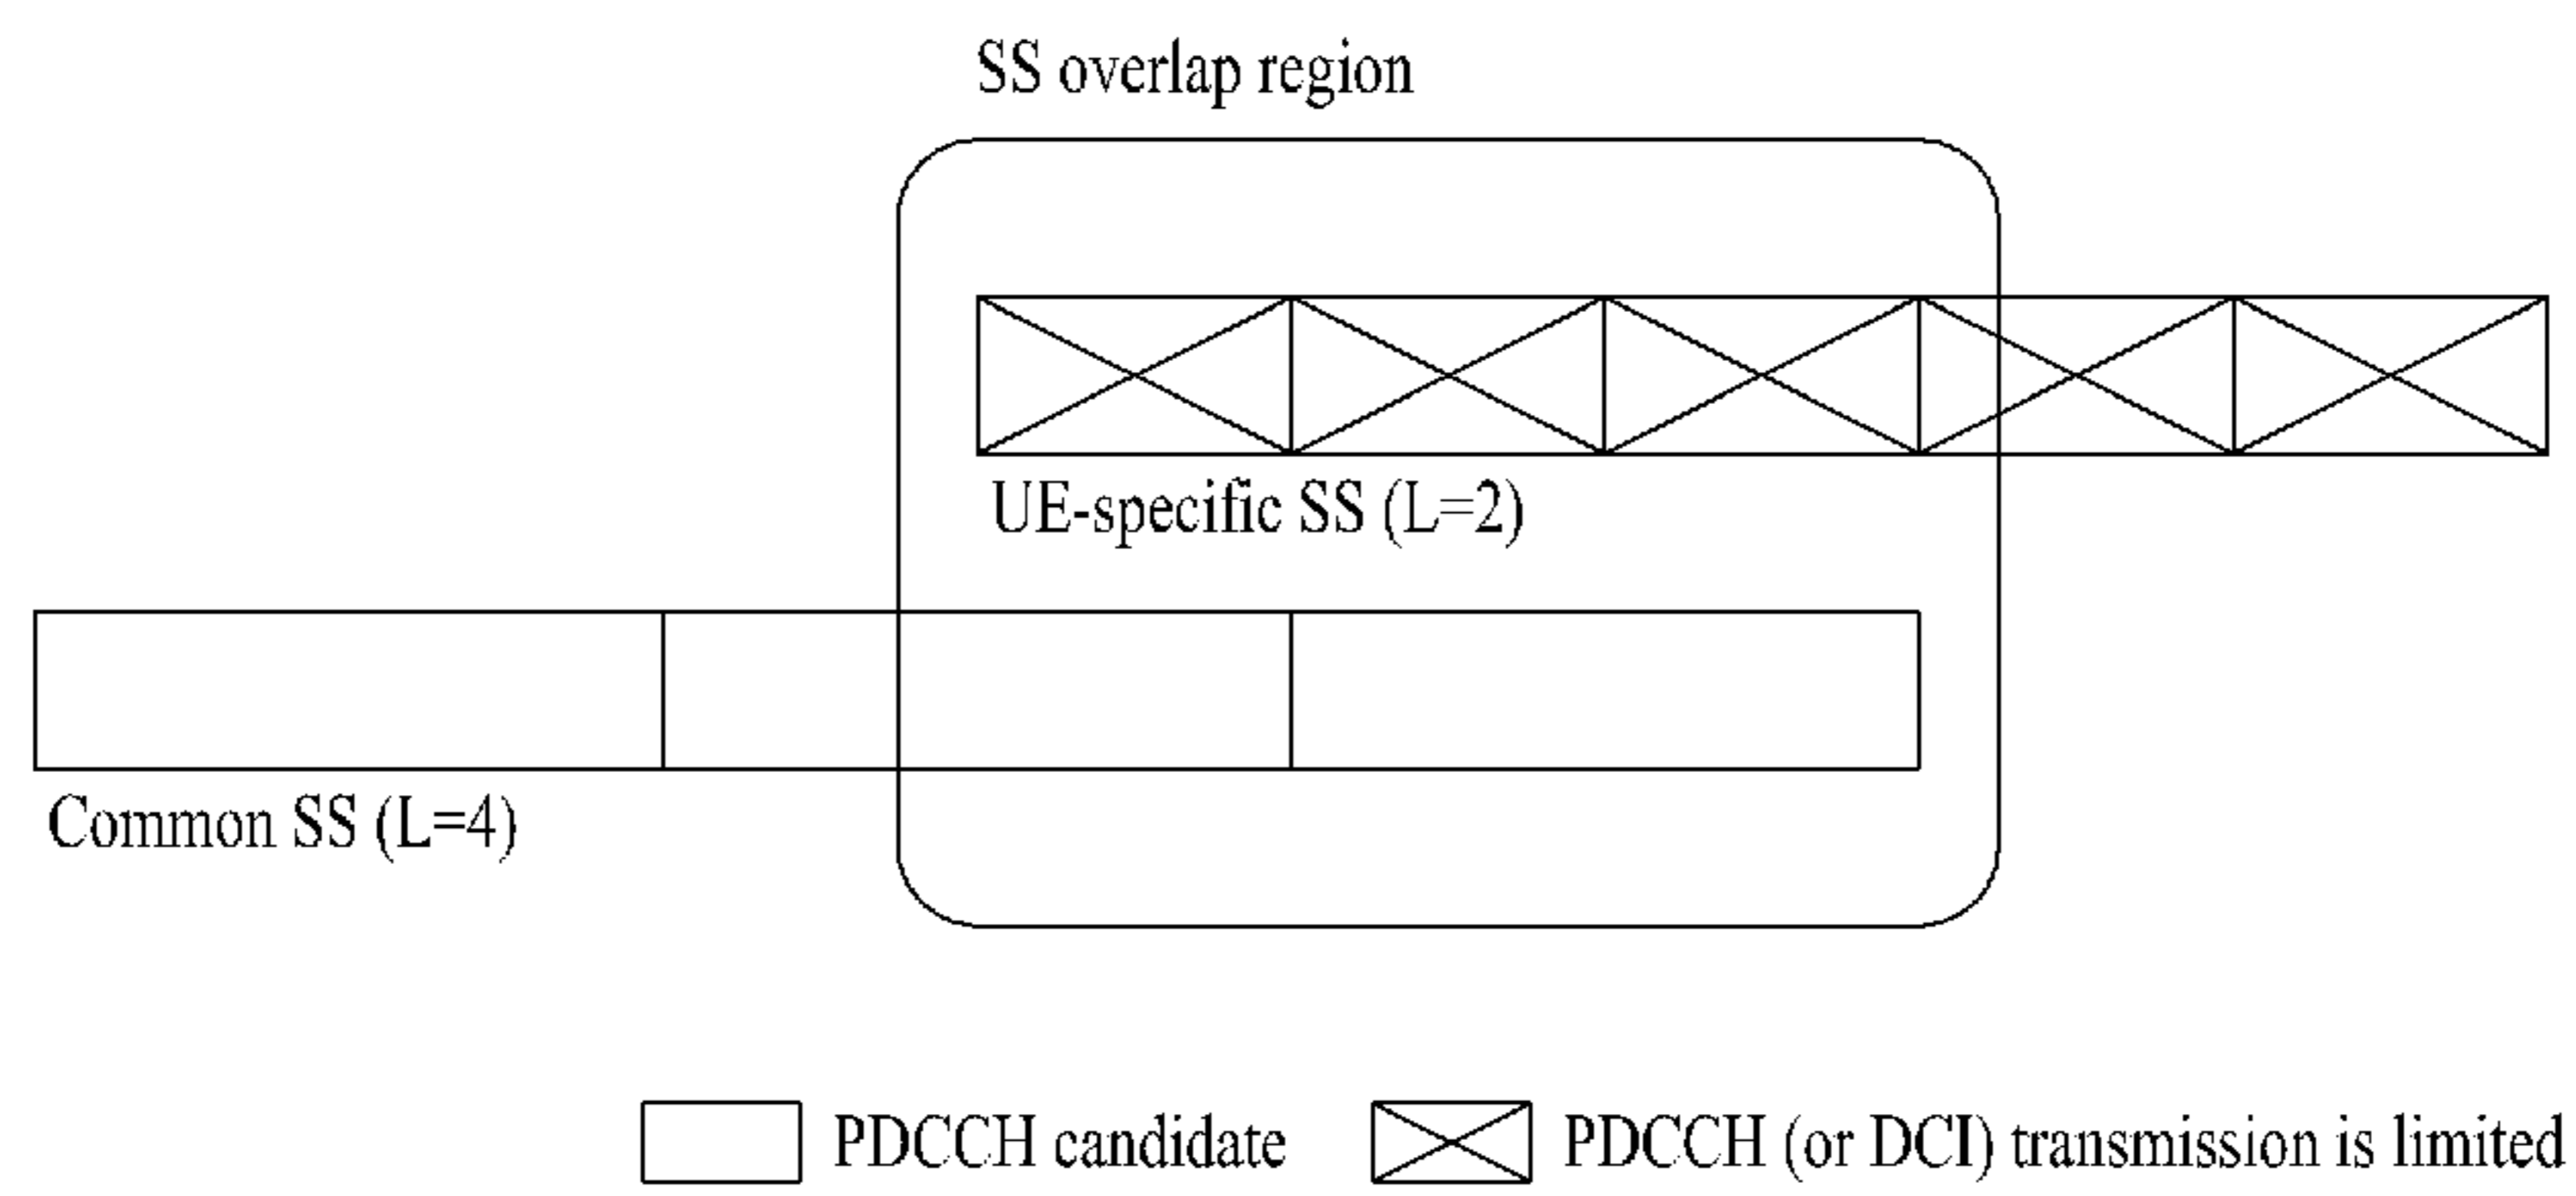 SS overlap region
UE-specific SS (L=2)
Common SS (L=4)
PDCCH candidate
PDCCH (or DCI) transmission is limited